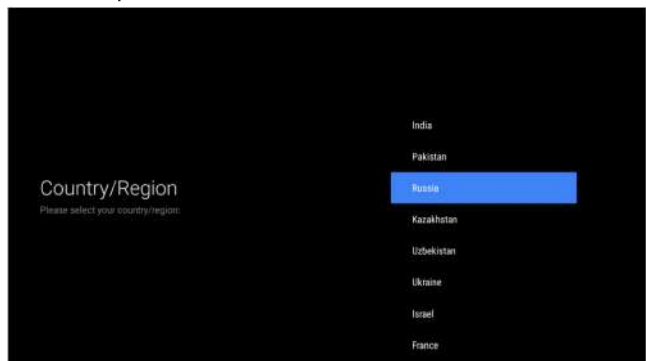 Country/Region
Please select your country/region:
India
Pakistan
Russia
Kazakhstan
Uzbekistan
Ukraine
Israel
France